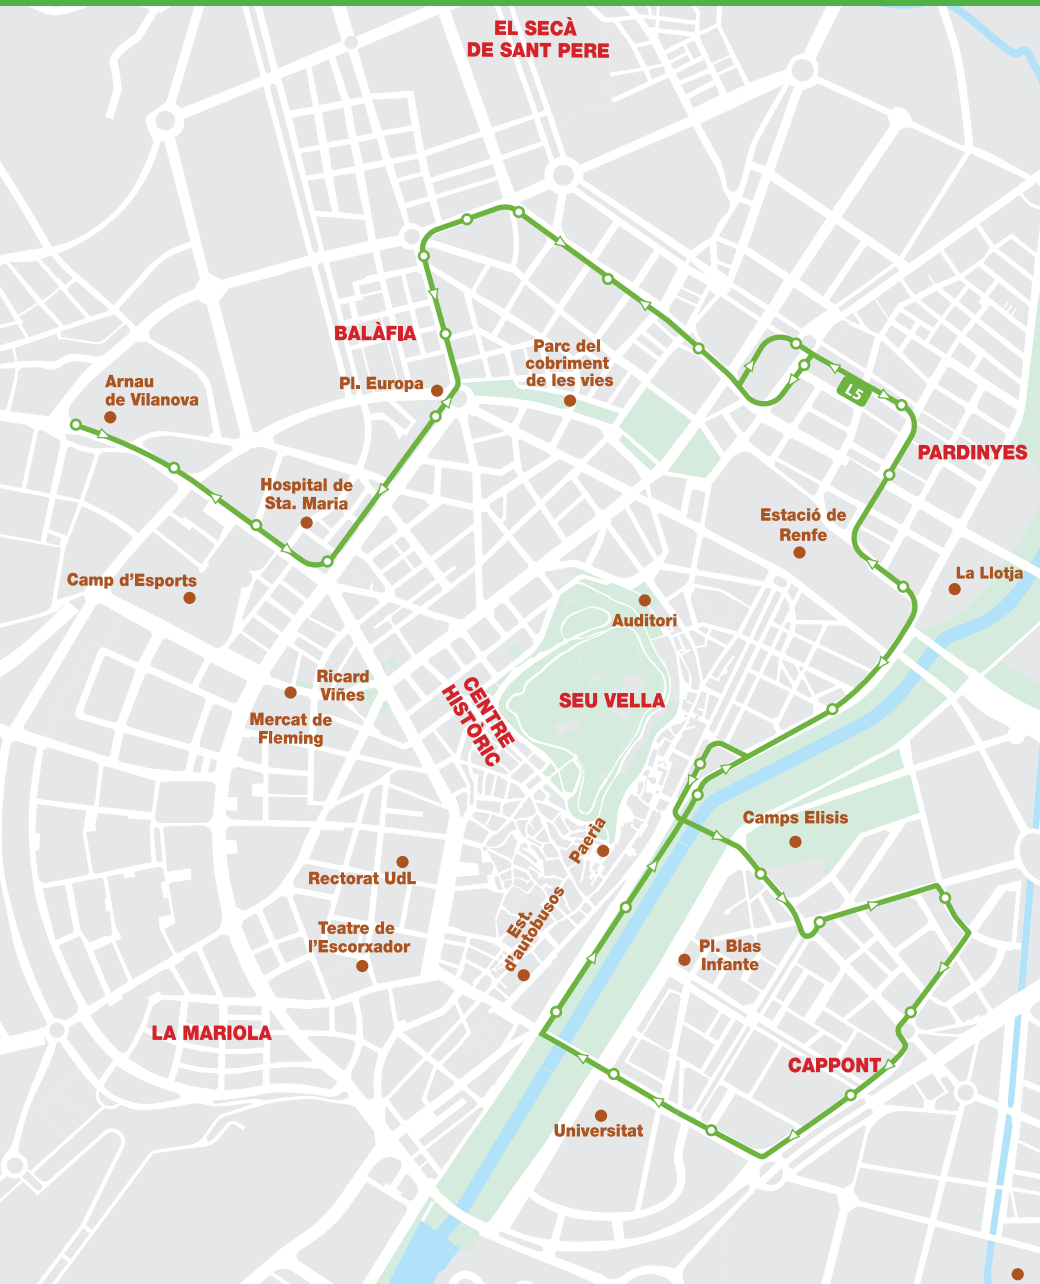 EL SECÀ
DE SANT PERE
BALÀFIA
Parc del
cobriment
de les vies
Pl. Europa
Arnau
de Vilanova
L5
PARDINYES
Hospital de
Sta. Maria
Estació de
Renfe
Camp d'Esports
La Llotja
Auditori
Ricard
Viñes
CENTRE
HISTÒRIC
SEU VELLA
Mercat de
Fleming
Camps Elisis
Paeria
Rectorat UdL
Est.
d'autobusos
Teatre de
l'Escorxador
Pl. Blas
Infante
LA MARIOLA
CAPPONT
Universitat